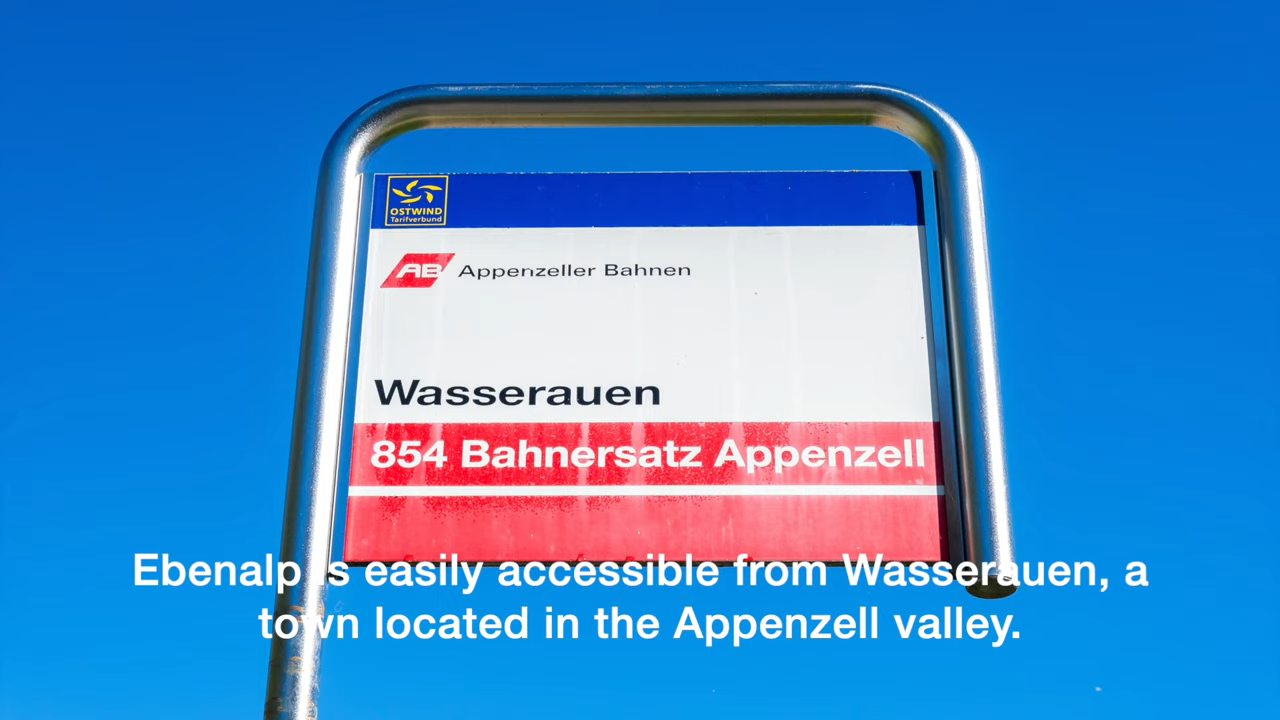 OSTWIND
Tarifverbund
AB Appenzeller Bahnen
Wasserauen
854 Bahnersatz Appenzell
Ebenalp is easily accessible from Wasserauen, a
town located in the Appenzell valley.